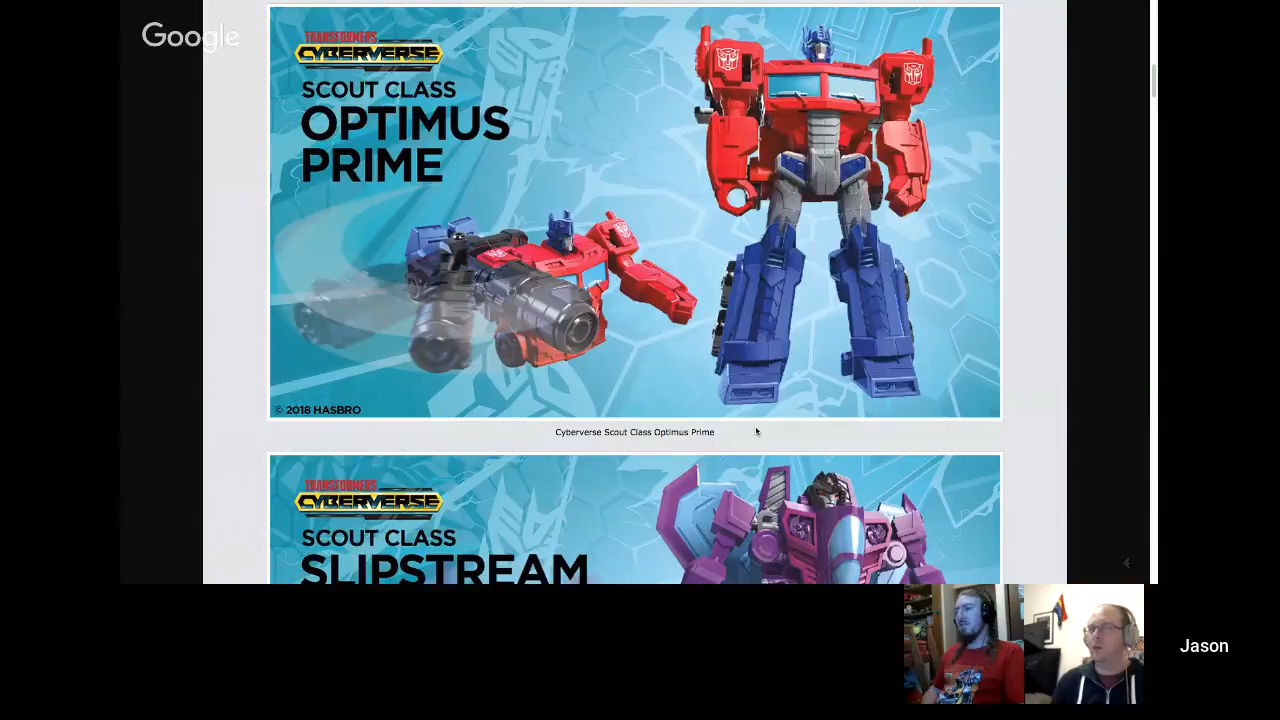 Google
TRANSFORMERS
CYBERVERSE
SCOUT CLASS
OPTIMUS
PRIME
© 2018 HASBRO
Cyberverse Scout Class Optimus Prime
TRANSFORMERS
CYBERVERSE
SCOUT CLASS
SLIPSTREAM
Jason